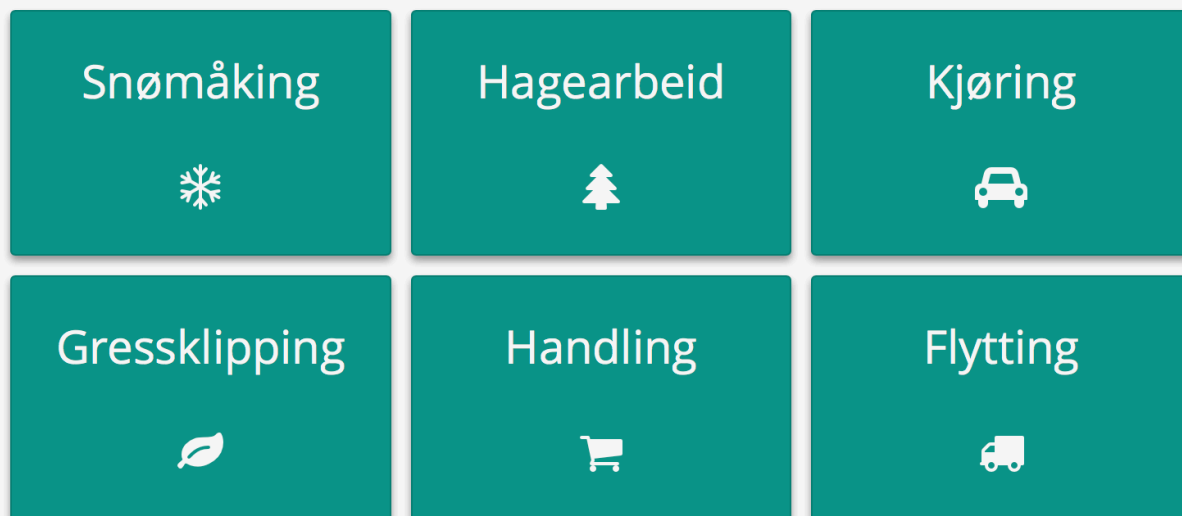 Snømåking
Hagearbeid
Kjøring
Gressklipping
Handling
Flytting